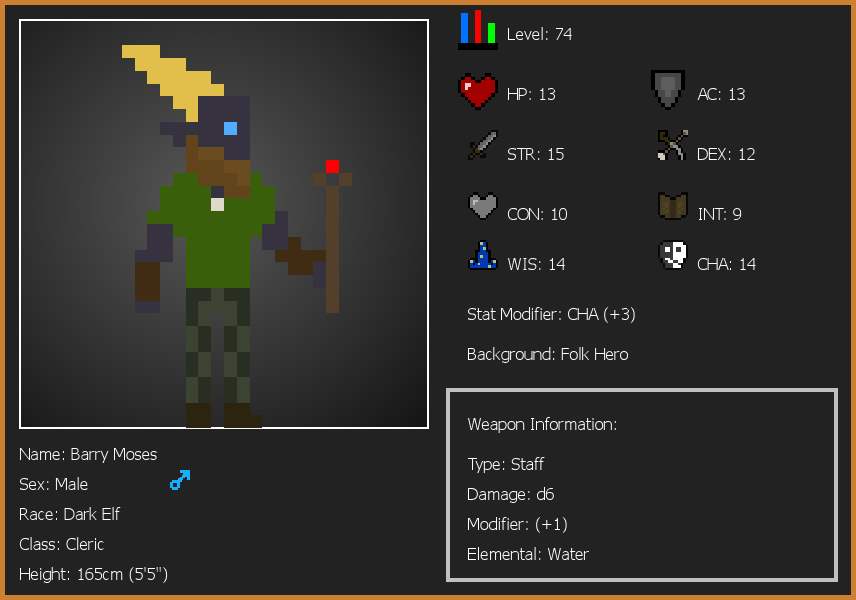 Level: 74
HP: 13
AC: 13
STR: 15
DEX: 12
CON: 10
INT: 9
WIS: 14
CHA: 14
Stat Modifier: CHA (+3)
Background: Folk Hero
Weapon Information:
Type: Staff
Damage: d6
Modifier: (+1)
Elemental: Water
Name: Barry Moses
Sex: Male
Race: Dark Elf
Class: Cleric
Height: 165cm (5'5")